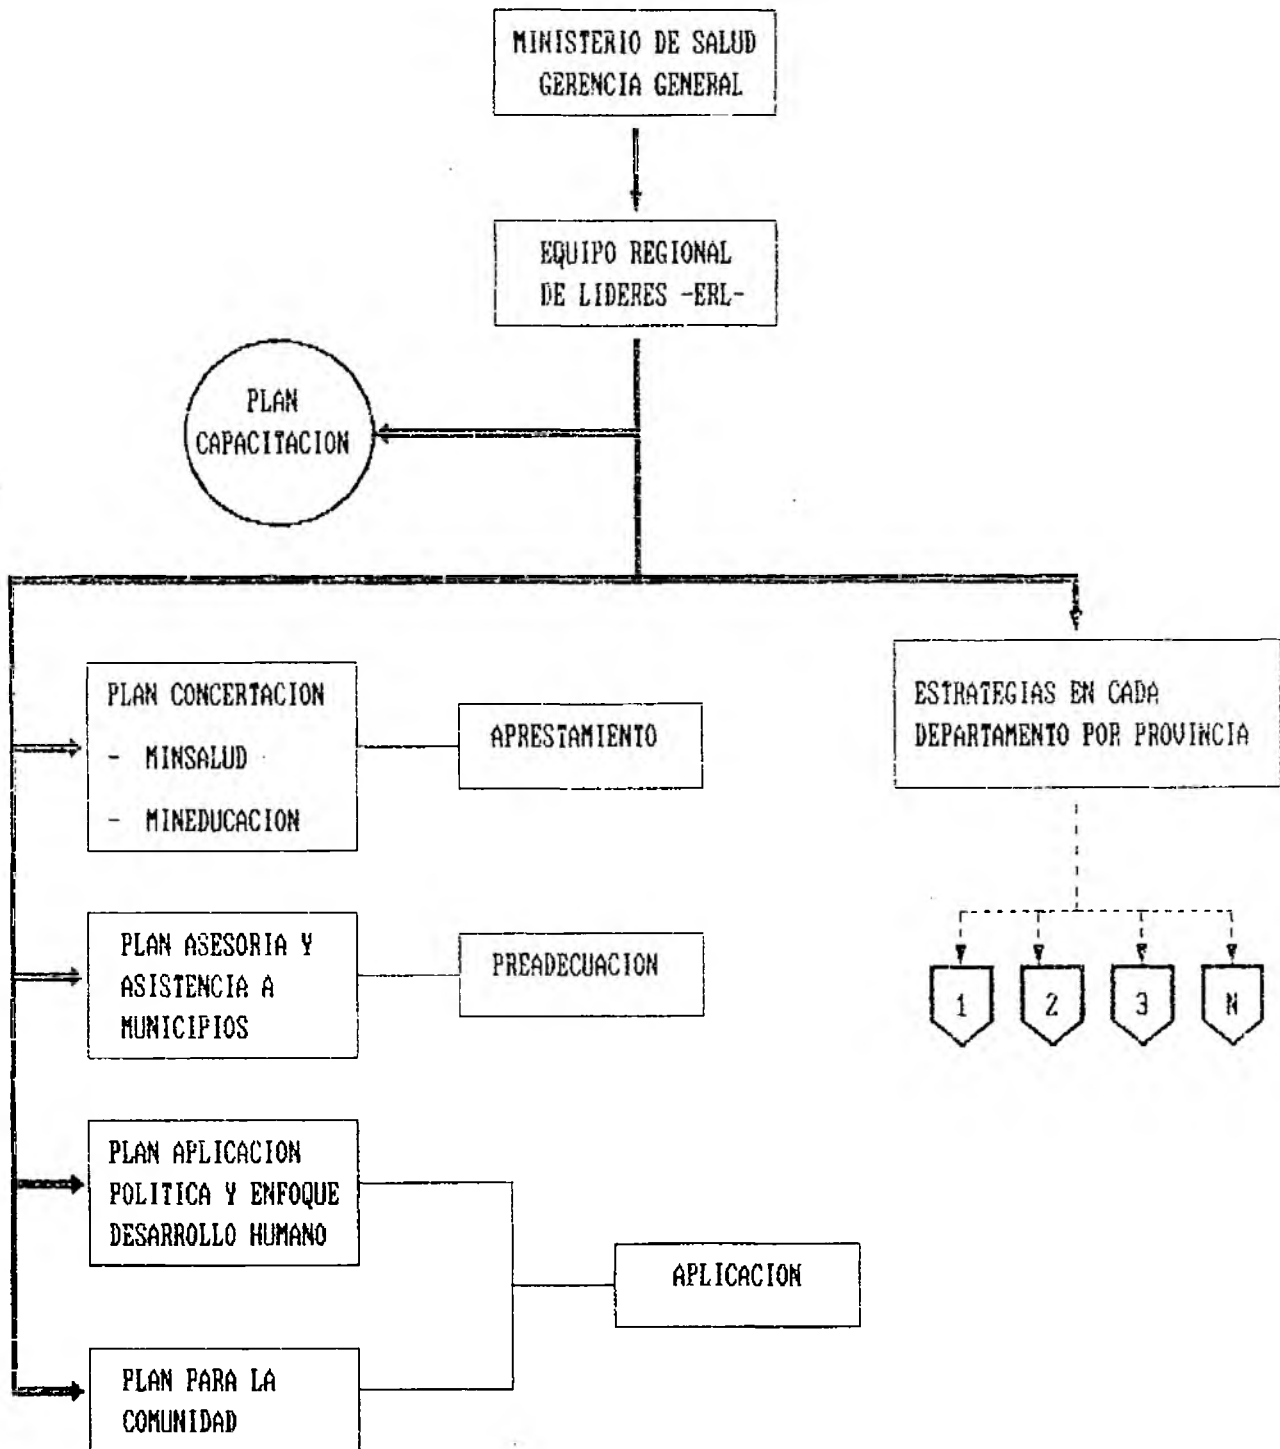 MINISTERIO DE SALUD
GERENCIA GENERAL
EQUIPO REGIONAL
DE LIDERES -ERL-
PLAN
CAPACITACION
PLAN CONCERTACION
- MINSALUD
- MINEDUCACION
APRESTAMIENTO
ESTRATEGIAS EN CADA
DEPARTAMENTO POR PROVINCIA
PLAN ASESORIA Y
ASISTENCIA A
MUNICIPIOS
PREADECUACION
1
2
3
N
PLAN APLICACION
POLITICA Y ENFOQUE
DESARROLLO HUMANO
APLICACION
PLAN PARA LA
COMUNIDAD